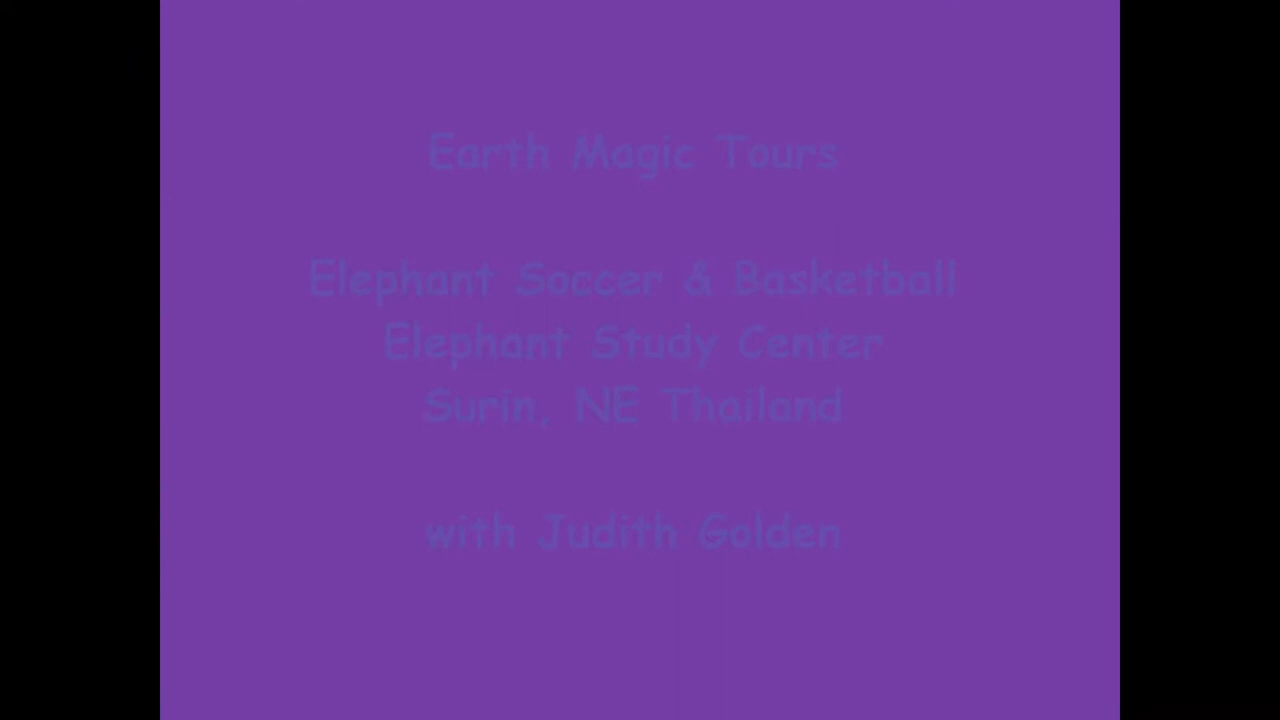 Earth Magic Tours
Elephant Soccer & Basketball
Elephant Study Center
Surin, NE Thailand
with Judith Golden